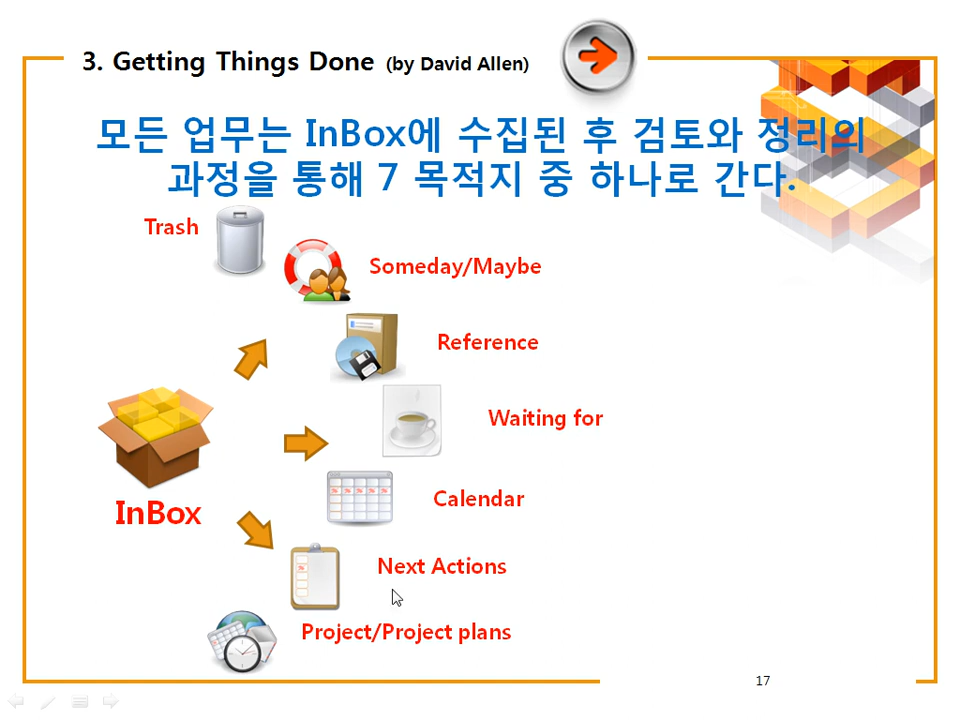 3. Getting Things Done (by David Allen)
모든 업무는 InBox에 수집된 후 검토와 정리의
과정을 통해 7 목적지 중 하나로 간다.
Trash
Someday/Maybe
Reference
Waiting for
Calendar
InBox
Next Actions
Project/Project plans
17